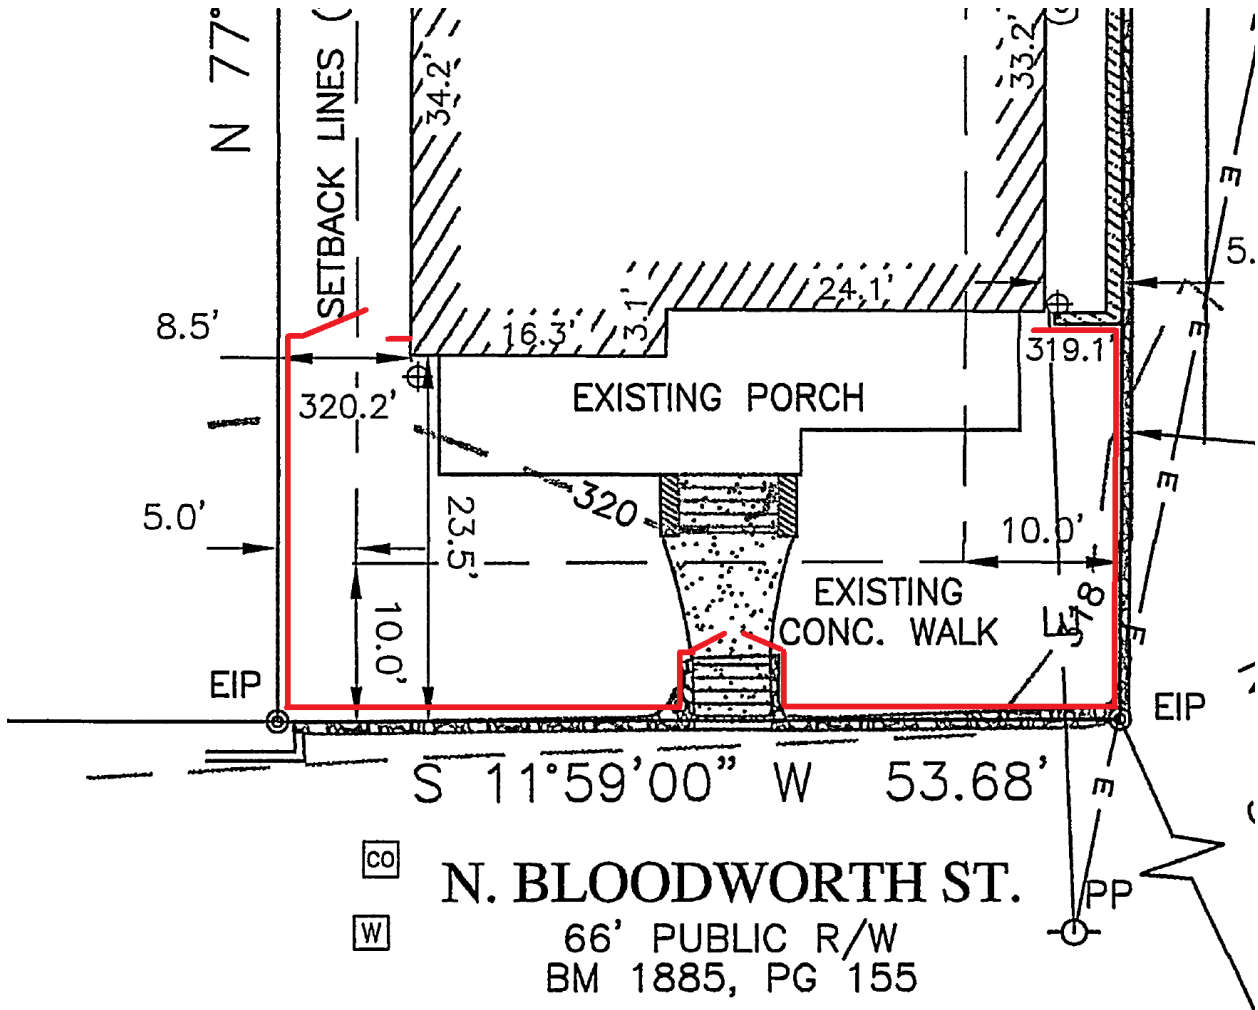 N 77°
SETBACK LINES (
34.2'
33.2'
5.
E
8.5'
16.3'
3.1'
24.1'
319.1'
E
320.2'
EXISTING PORCH
E
5.0'
23.5'
320
10.0'
EXISTING
CONC. WALK
318
E
10.0'
EIP
EIP
S 11°59'00" W 53.68'
E
CO
N. BLOODWORTH ST.
PP
W
66' PUBLIC R/W
BM 1885, PG 155